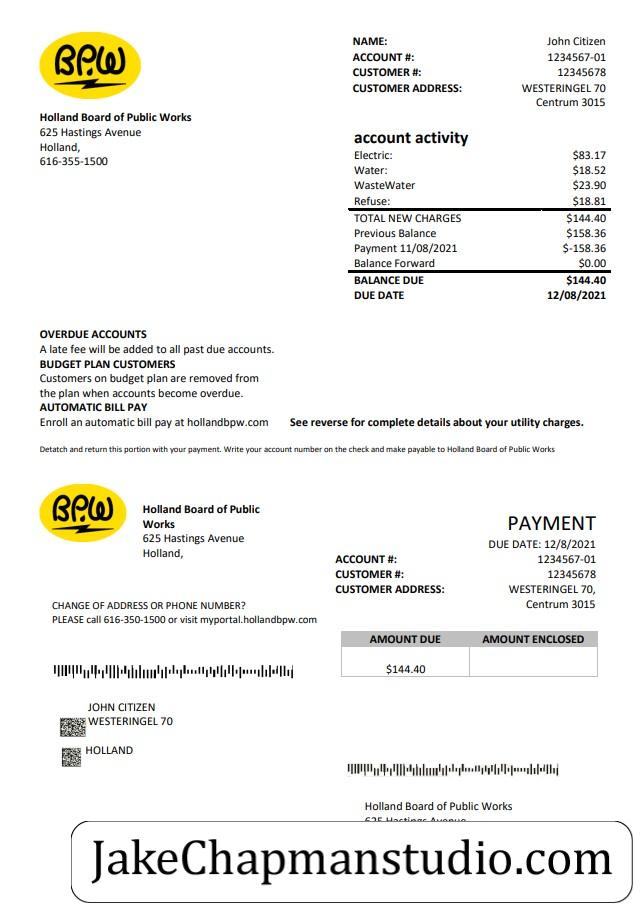 BPW
NAME: John Citizen
ACCOUNT #: 1234567-01
CUSTOMER #: 12345678
CUSTOMER ADDRESS: WESTERINGEL 70
Centrum 3015
Holland Board of Public Works
625 Hastings Avenue
Holland,
616-355-1500
account activity
Electric: $83.17
Water: $18.52
WasteWater $23.90
Refuse: $18.81
TOTAL NEW CHARGES $144.40
Previous Balance $158.36
Payment 11/08/2021 $-158.36
Balance Forward $0.00
BALANCE DUE $144.40
DUE DATE 12/08/2021
OVERDUE ACCOUNTS
A late fee will be added to all past due accounts.
BUDGET PLAN CUSTOMERS
Customers on budget plan are removed from
the plan when accounts become overdue.
AUTOMATIC BILL PAY
Enroll an automatic bill pay at hollandbpw.com See reverse for complete details about your utility charges.
Detatch and return this portion with your payment. Write your account number on the check and make payable to Holland Board of Public Works
BPW
Holland Board of Public
Works
625 Hastings Avenue
Holland,
PAYMENT
DUE DATE: 12/8/2021
ACCOUNT #: 1234567-01
CUSTOMER #: 12345678
CUSTOMER ADDRESS: WESTERINGEL 70,
Centrum 3015
CHANGE OF ADDRESS OR PHONE NUMBER?
PLEASE call 616-350-1500 or visit myportal.hollandbpw.com
AMOUNT DUE AMOUNT ENCLOSED
$144.40
JOHN CITIZEN
WESTERINGEL 70
HOLLAND
Holland Board of Public Works
625 Hastings Avenue
JakeChapmanstudio.com